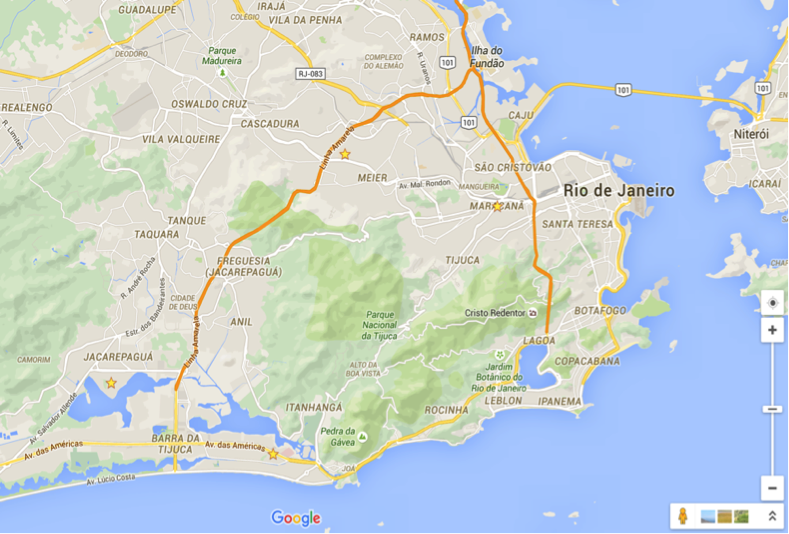 GUADALUPE
IRAJÁ
COLÉGIO
VILA DA PENHA
DEODORO
Parque
Madureira
RAMOS
COMPLEXO
DO ALEMÃO
R. Uranos
101
Ilha do
Fundão
RJ-083
101
101
101
REALENGO
OSWALDO CRUZ
CASCADURA
CAJU
R. Limites
VILA VALQUEIRE
Linha Amarela
Niterói
MEIER
SÃO CRISTOVÃO
Av. Mal. Rondon
MANGUEIRA
Rio de Janeiro
ICARAÍ
MARACANÃ
TANQUE
TAQUARA
SANTA TERESA
FREGUESIA
(JACAREPAGUÁ)
TIJUCA
R. André Rocha
CIDADE
DE DEUS
Estr. dos Bandeirantes
ANIL
Linha Amarela
Parque
Nacional
da Tijuca
Cristo Redentor
BOTAFOGO
CAMORIM
JACAREPAGUÁ
LAGOA
ALTO DA
BOA VISTA
COPACABANA
Jardim
Botânico do
Rio de Janeiro
Av. Salvador Allende
ITANHANGÁ
ROCINHA
LEBLON
IPANEMA
Pedra da
Gávea
BARRA DA
TIJUCA
Av. das Américas
Av. das Américas
JOÁ
Av. Lúcio Costa
Google